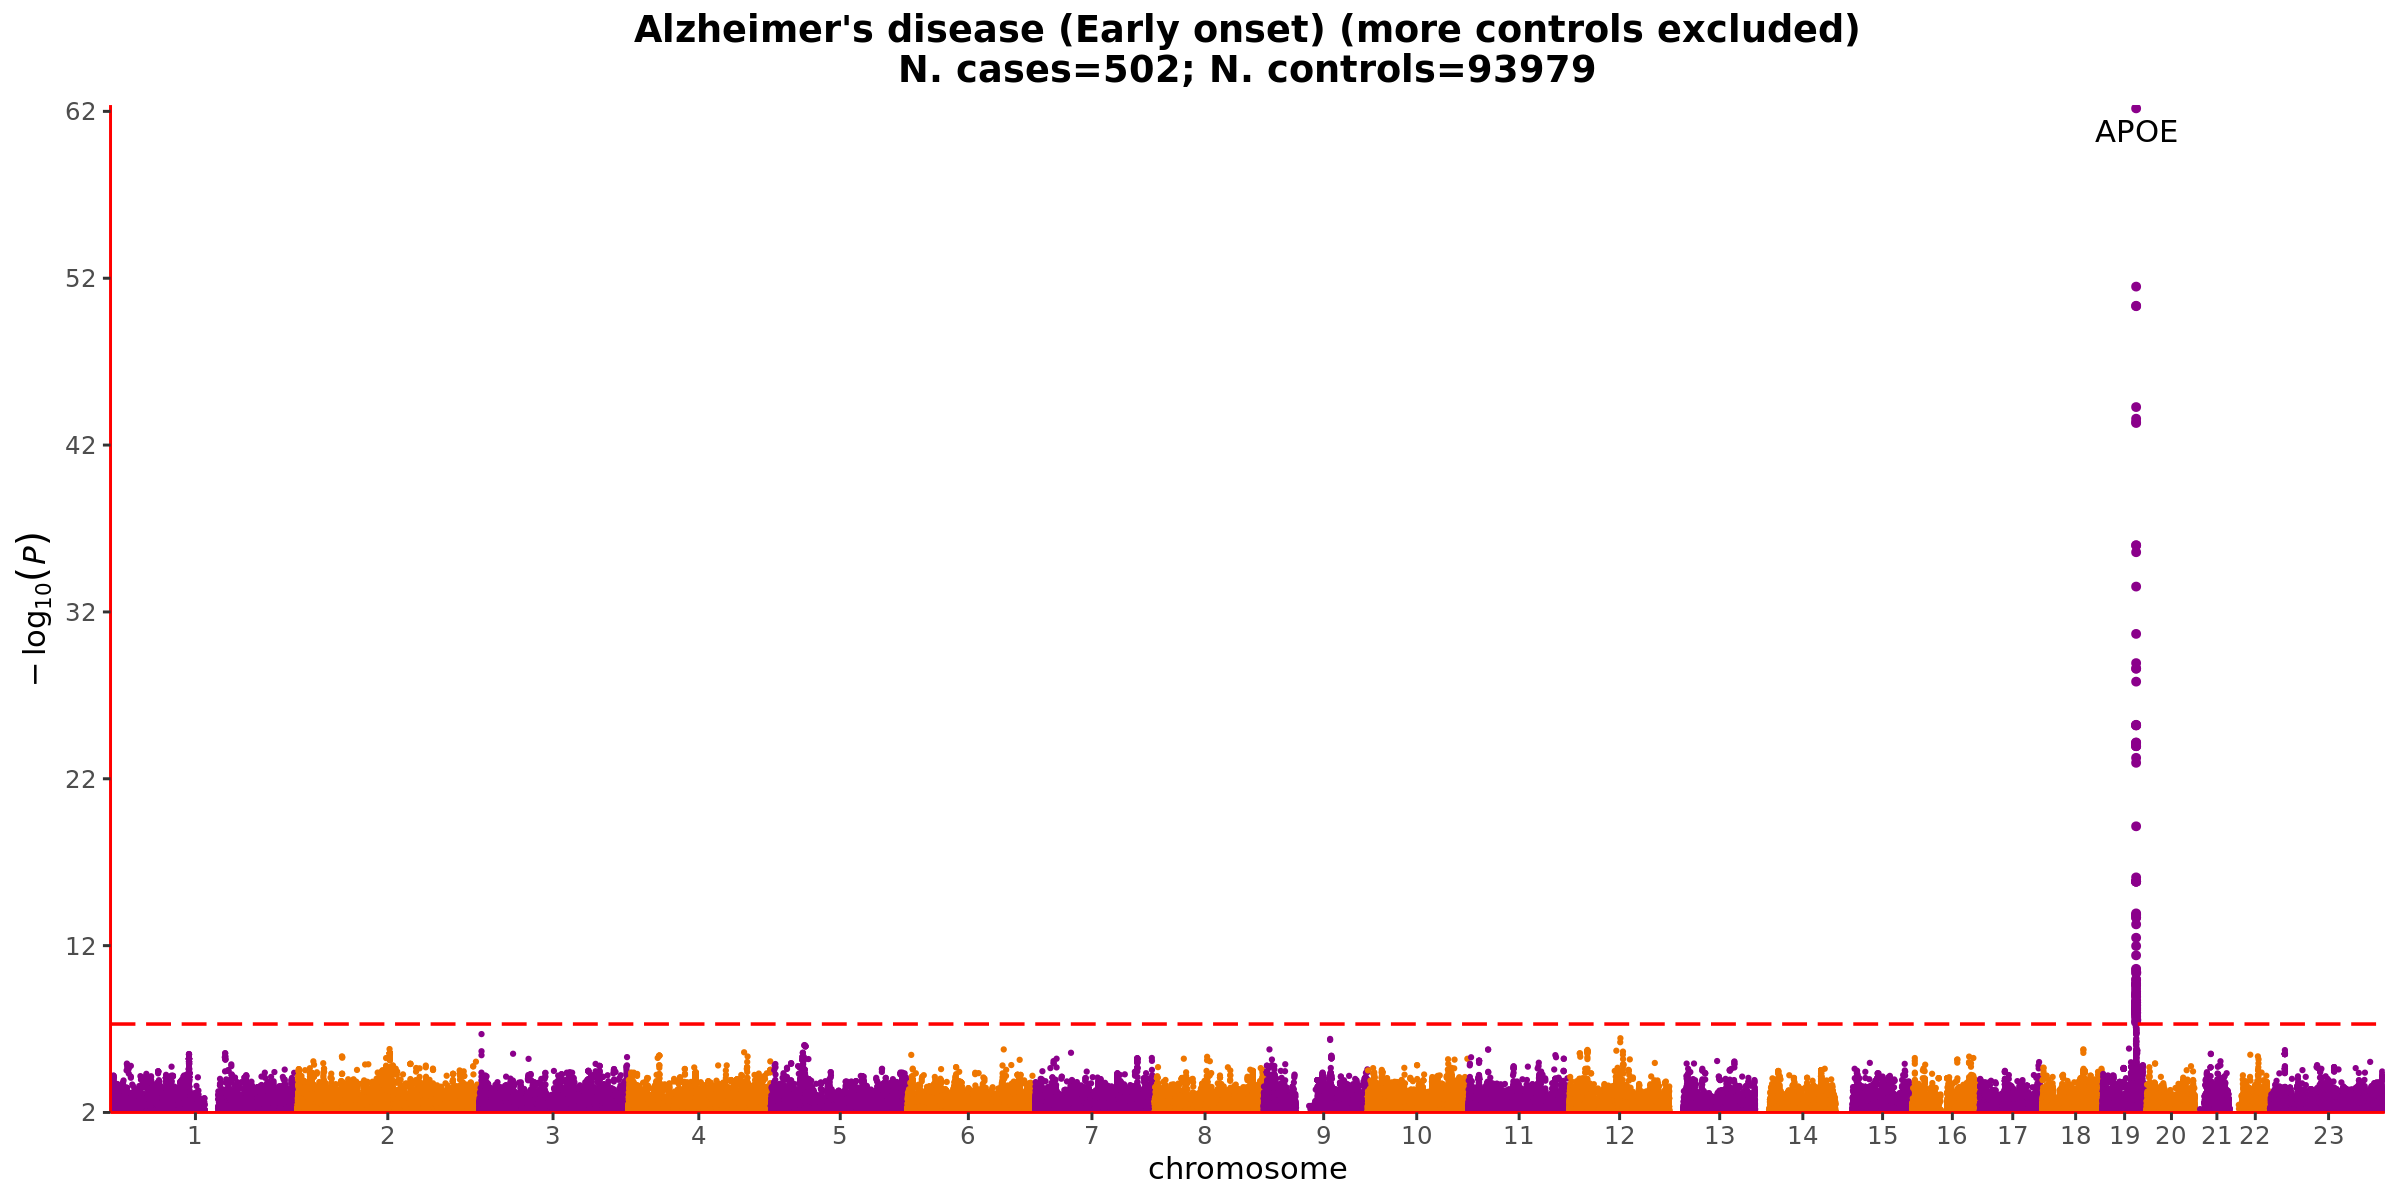 Alzheimer's disease (Early onset) (more controls excluded)
N. cases=502; N. controls=93979
62
APOE
52
42
32
22
12
2
−log10(P)
1 2 3 4 5 6 7 8 9 10 11 12 13 14 15 16 17 18 19 20 21 22 23
chromosome